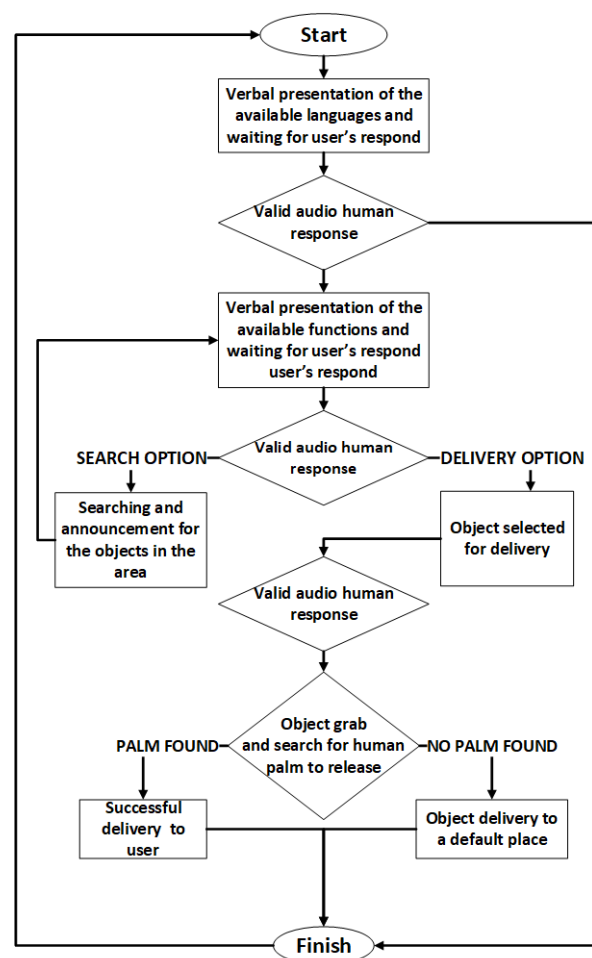 Start
Verbal presentation of the
available languages and
waiting for user's respond
Valid audio human
response
Verbal presentation of the
available functions and
waiting for user's respond
user's respond
SEARCH OPTION
Valid audio human
response
DELIVERY OPTION
Searching and
announcement for
the objects in the
area
Object selected
for delivery
Valid audio human
response
Object grab
and search for human
palm to release
PALM FOUND
NO PALM FOUND
Successful
delivery to
user
Object delivery to
a default place
Finish